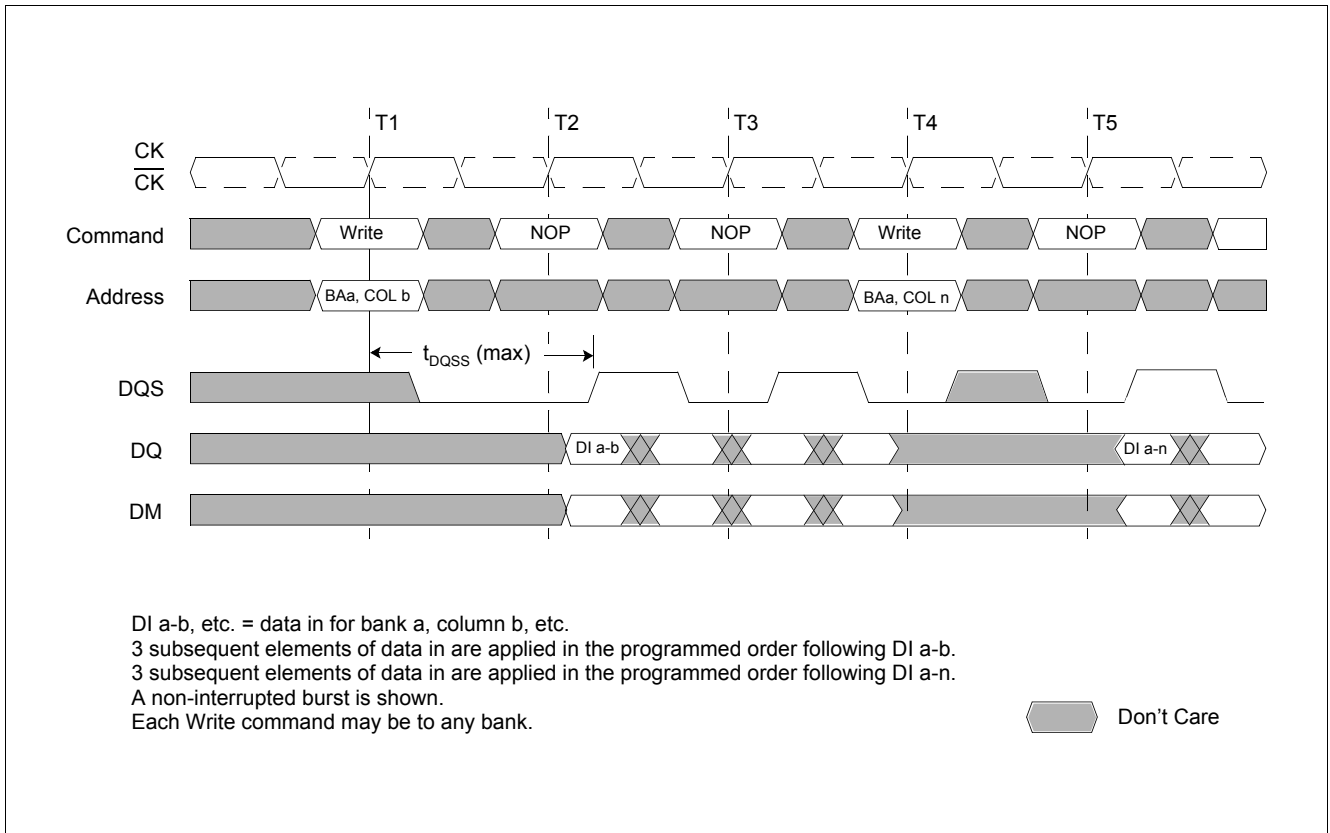 T1 T2 T3 T4 T5
CK
CK
Command Write NOP NOP Write NOP
Address BAa, COL b BAa, COL n
tDQSS (max)
DQS
DQ DI a-b DI a-n
DM
DI a-b, etc. = data in for bank a, column b, etc.
3 subsequent elements of data in are applied in the programmed order following DI a-b.
3 subsequent elements of data in are applied in the programmed order following DI a-n.
A non-interrupted burst is shown.
Each Write command may be to any bank.
Don't Care